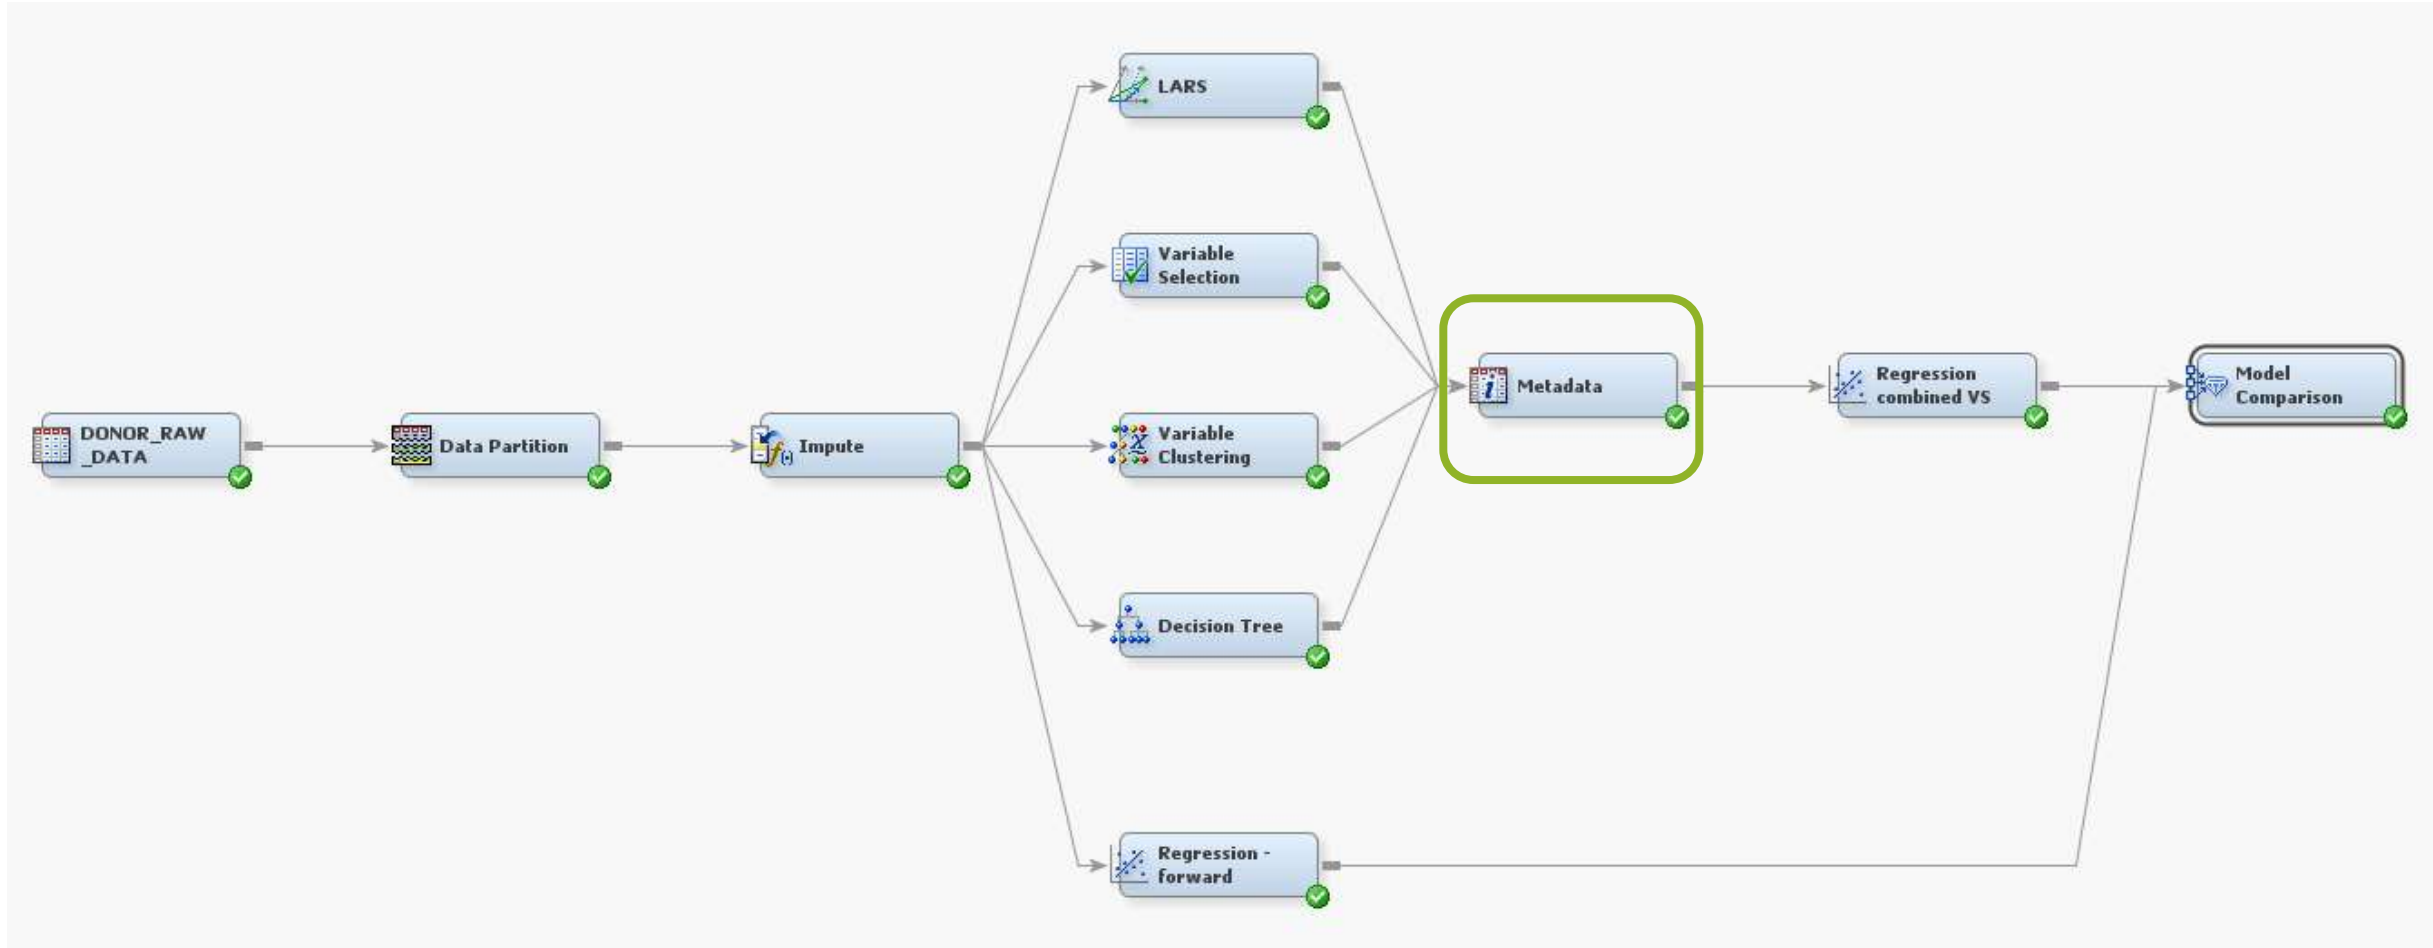 LARS
Variable
Selection
Variable
Clustering
Decision Tree
Regression -
forward
DONOR_RAW
_DATA
Data Partition
Impute
Metadata
Regression
combined VS
Model
Comparison